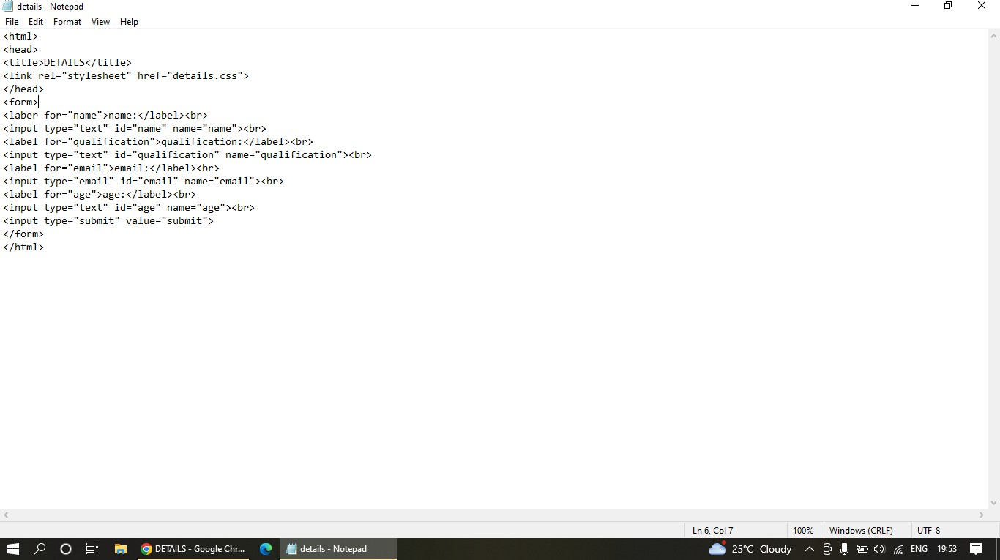 details - Notepad
File Edit Format View Help
<html>
<head>
<title>DETAILS</title>
<link rel="stylesheet" href="details.css">
</head>
<form>
<laber for="name">name:</label><br>
<input type="text" id="name" name="name"><br>
<label for="qualification">qualification:</label><br>
<input type="text" id="qualification" name="qualification"><br>
<label for="email">email:</label><br>
<input type="email" id="email" name="email"><br>
<label for="age">age:</label><br>
<input type="text" id="age" name="age"><br>
<input type="submit" value="submit">
</form>
</html>
Ln 6, Col 7 100% Windows (CRLF) UTF-8
DETAILS - Google Chr... details - Notepad 25°C Cloudy ENG 19:53